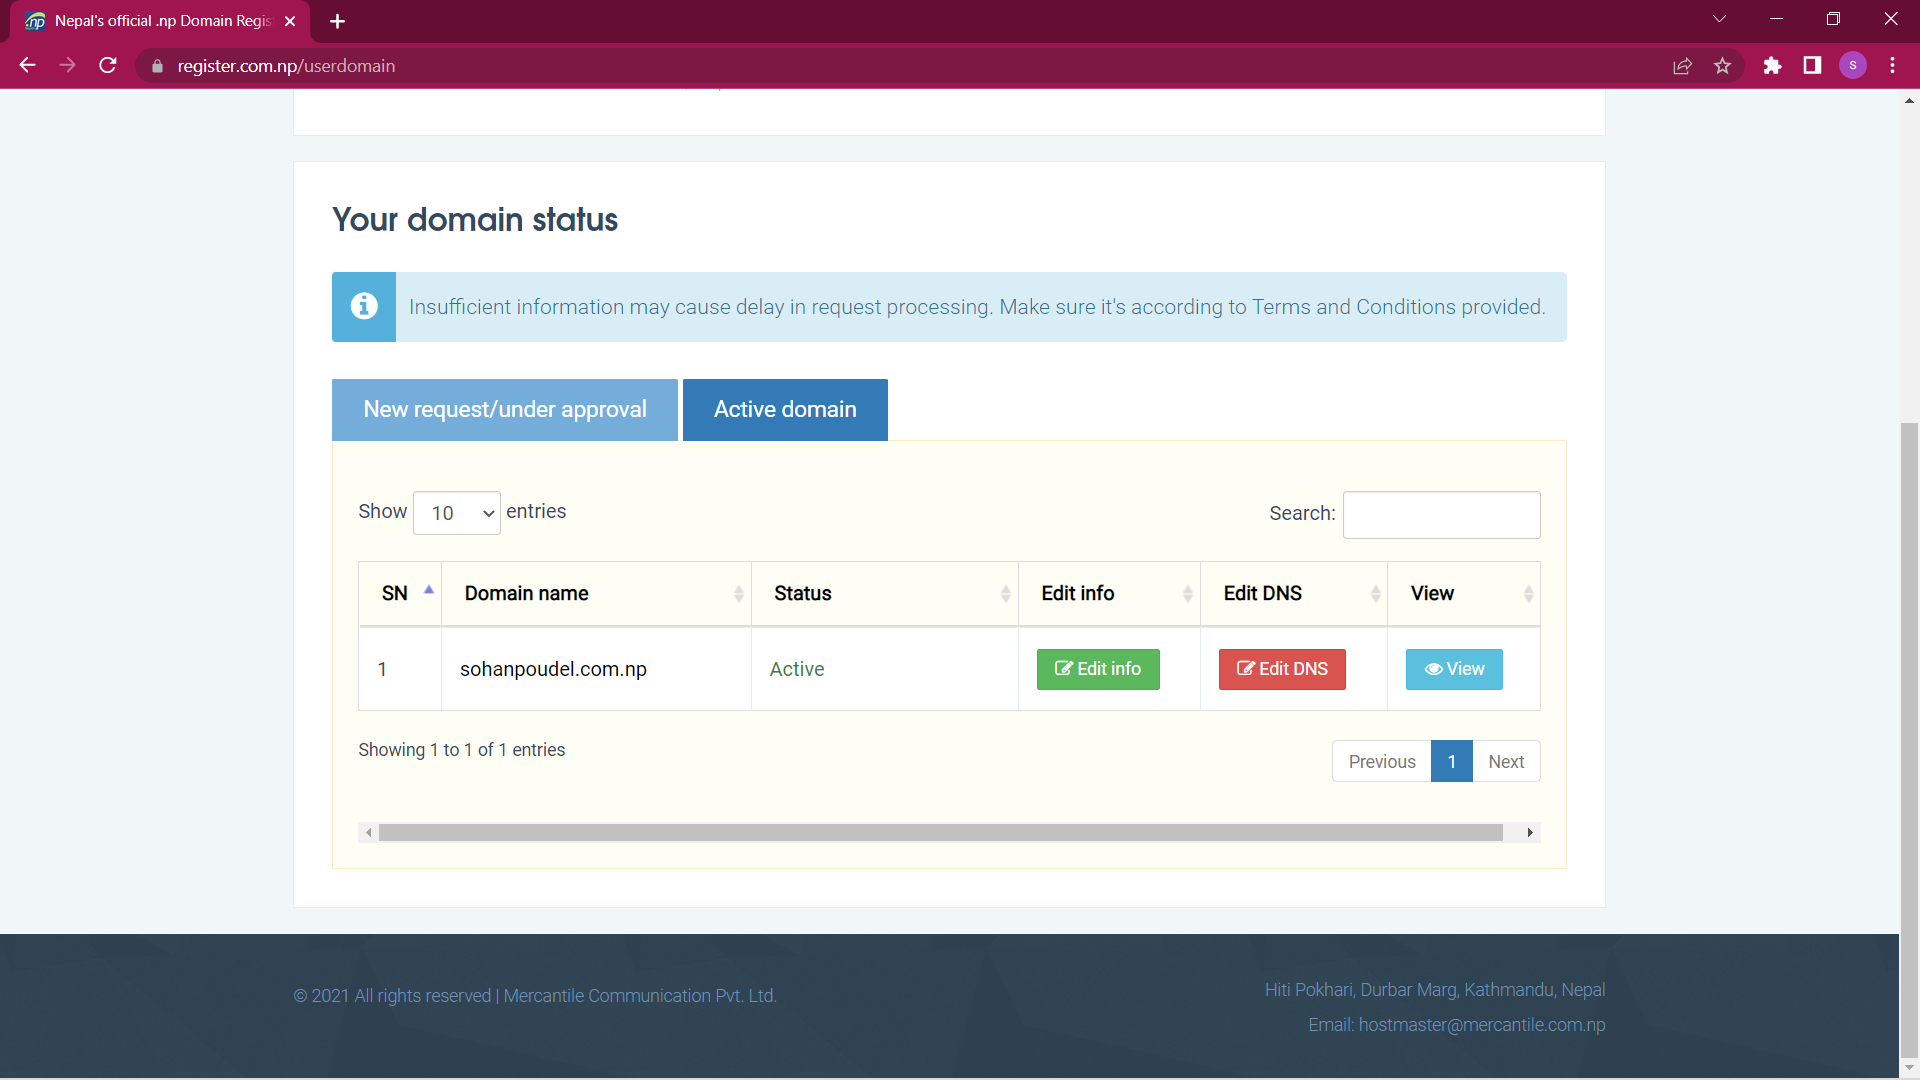 Nepal's official .np Domain Regis
register.com.np/userdomain
S
Your domain status
Insufficient information may cause delay in request processing. Make sure it's according to Terms and Conditions provided.
New request/under approval
Active domain
Show 10 entries
Search:
SN Domain name Status Edit info Edit DNS View
1 sohanpoudel.com.np Active Edit info Edit DNS View
Showing 1 to 1 of 1 entries
Previous 1 Next
© 2021 All rights reserved | Mercantile Communication Pvt. Ltd.
Hiti Pokhari, Durbar Marg, Kathmandu, Nepal
Email: hostmaster@mercantile.com.np